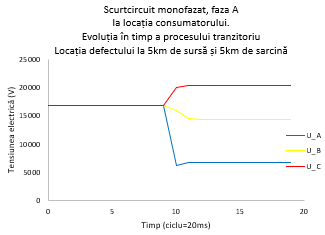 Scurtcircuit monofazat, faza A
la locația consumatorului.
Evoluția în timp a procesului tranzitoriu
Locația defectului la 5km de sursă și 5km de sarcină
Tensiunea electrică (V)
25000
20000
15000
10000
5000
0
0 5 10 15 20
Timp (ciclu=20ms)
U_A
U_B
U_C